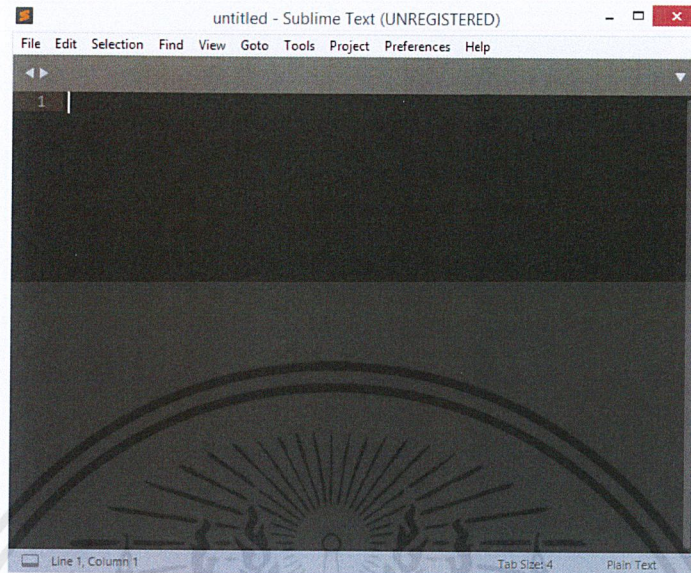 untitled - Sublime Text (UNREGISTERED)
File Edit Selection Find View Goto Tools Project Preferences Help
1
Line 1, Column 1 Tab Size: 4 Plain Text